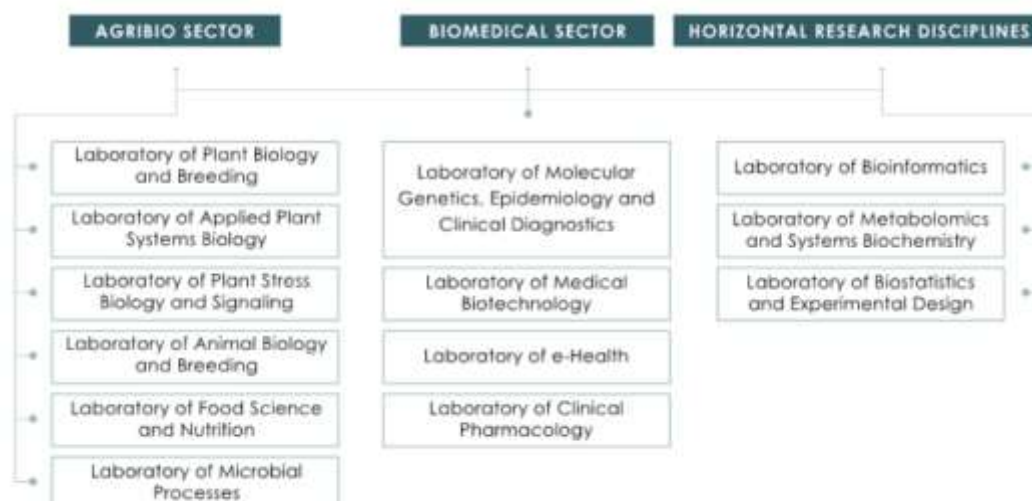 AGRIBIO SECTOR
BIOMEDICAL SECTOR
HORIZONTAL RESEARCH DISCIPLINES
Laboratory of Plant Biology
and Breeding
Laboratory of Applied Plant
Systems Biology
Laboratory of Plant Stress
Biology and Signaling
Laboratory of Animal Biology
and Breeding
Laboratory of Food Science
and Nutrition
Laboratory of Microbial
Processes
Laboratory of Molecular
Genetics, Epidemiology and
Clinical Diagnostics
Laboratory of Medical
Biotechnology
Laboratory of e-Health
Laboratory of Clinical
Pharmacology
Laboratory of Bioinformatics
Laboratory of Metabolomics
and Systems Biochemistry
Laboratory of Biostatistics
and Experimental Design